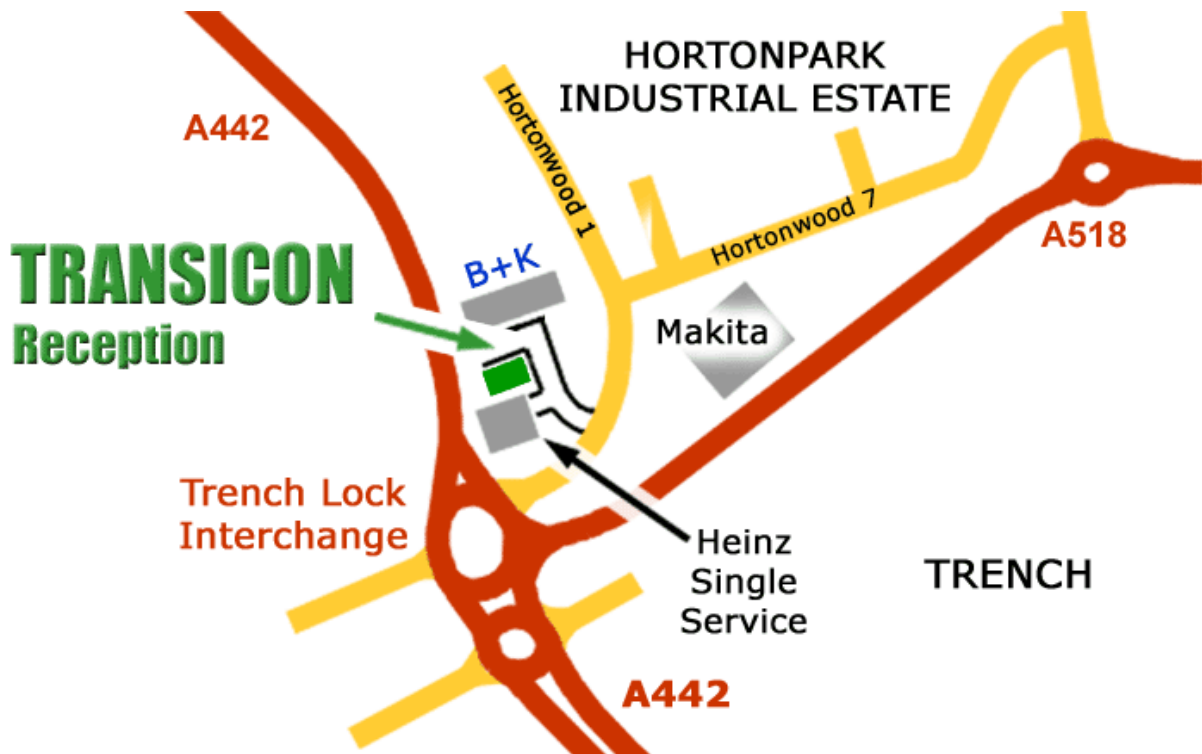 HORTONPARK
INDUSTRIAL ESTATE
A442
Hortonwood 1
Hortonwood 7
A518
TRANSICON
Reception
B+K
Makita
Trench Lock
Interchange
Heinz
Single
Service
TRENCH
A442